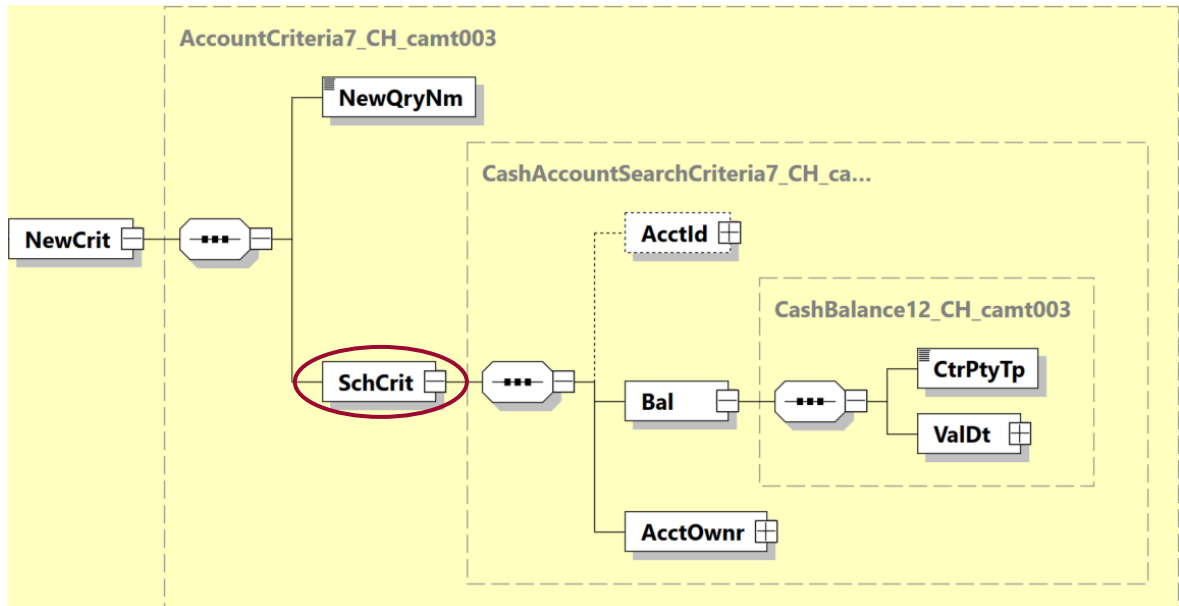 AccountCriteria7_CH_camt003
NewQryNm
CashAccountSearchCriteria7_CH_ca...
NewCrit
AcctId
CashBalance12_CH_camt003
SchCrit
CtrPtyTp
Bal
ValDt
AcctOwnr